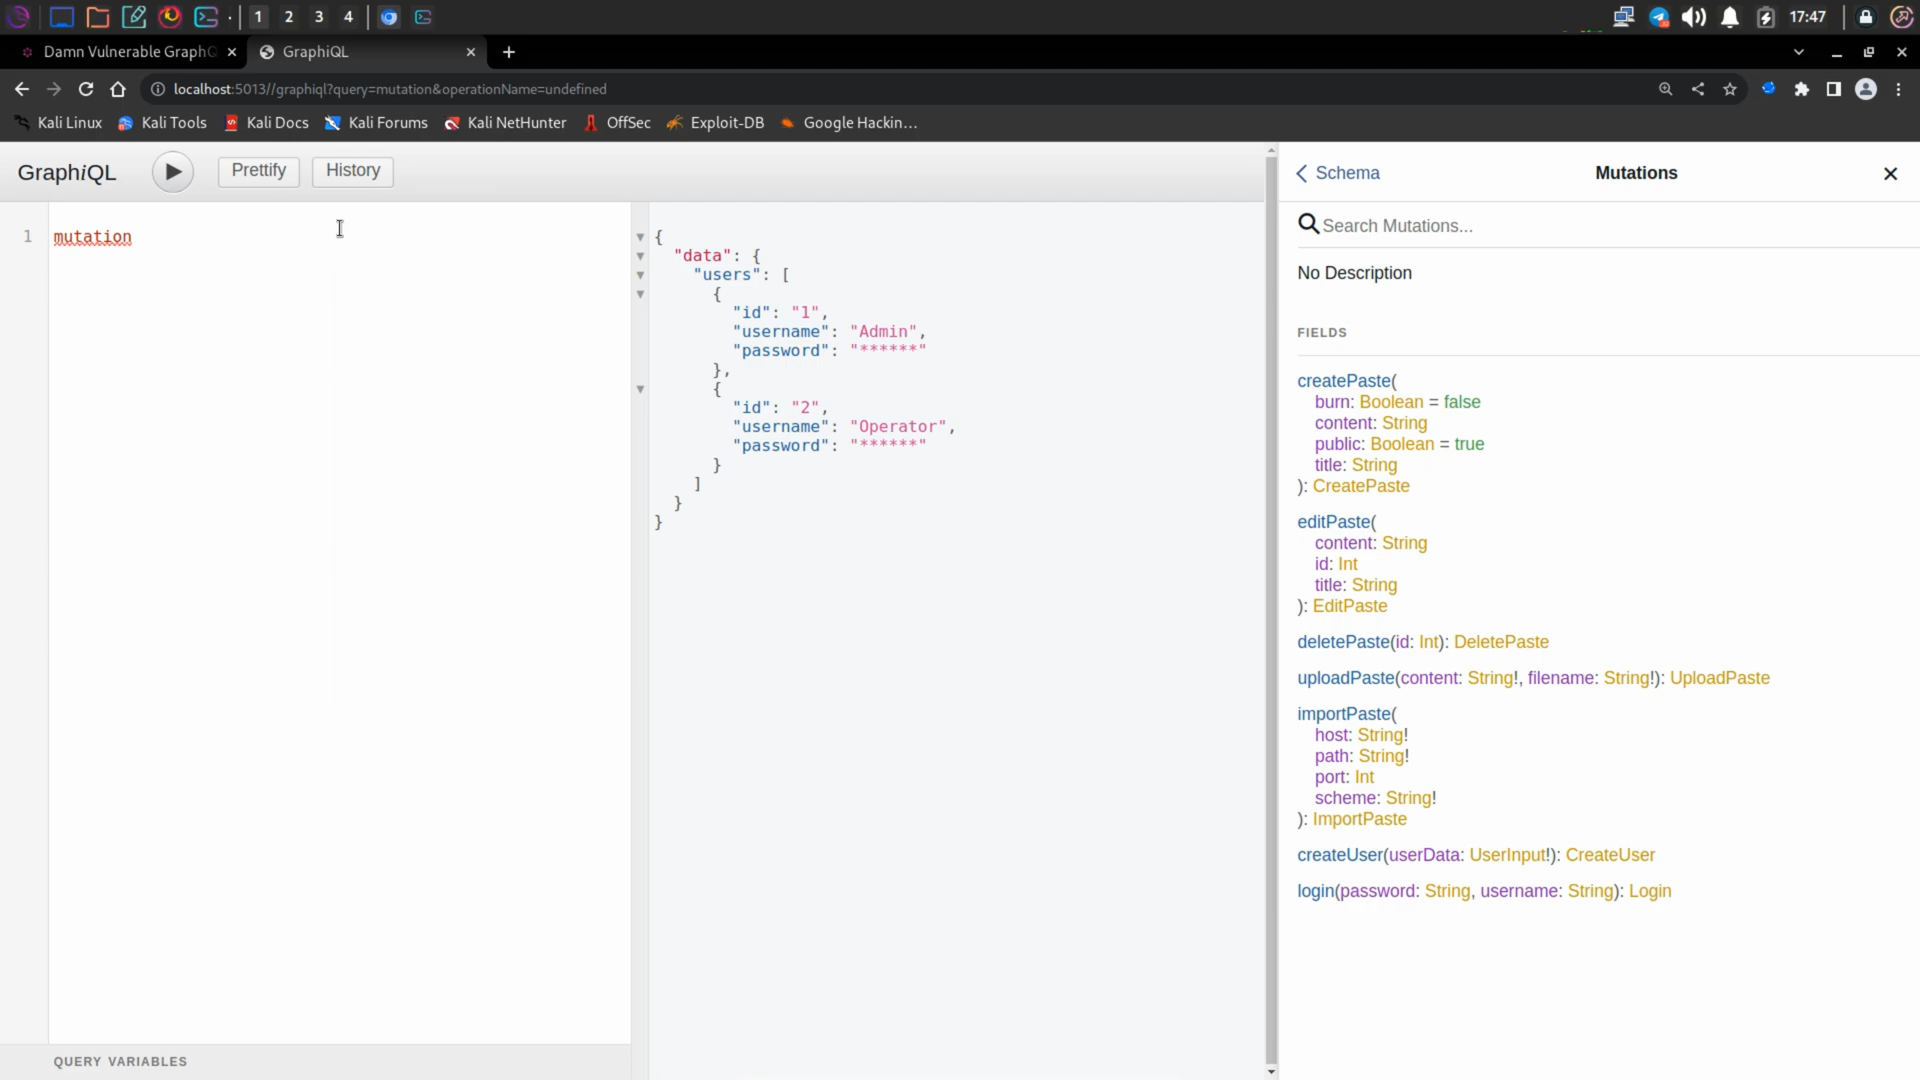 1 2 3 4 17:47
Damn Vulnerable GraphQ GraphiQL
localhost:5013//graphiql?query=mutation&operationName=undefined
Kali Linux Kali Tools Kali Docs Kali Forums Kali NetHunter OffSec Exploit-DB Google Hackin…
GraphiQL Prettify History
1 mutation
{
"data": {
"users": [
{
"id": "1",
"username": "Admin",
"password": "******"
},
{
"id": "2",
"username": "Operator",
"password": "******"
}
]
}
}
QUERY VARIABLES
Schema Mutations
Search Mutations...
No Description
FIELDS
createPaste(
burn: Boolean = false
content: String
public: Boolean = true
title: String
): CreatePaste
editPaste(
content: String
id: Int
title: String
): EditPaste
deletePaste(id: Int): DeletePaste
uploadPaste(content: String!, filename: String!): UploadPaste
importPaste(
host: String!
path: String!
port: Int
scheme: String!
): ImportPaste
createUser(userData: UserInput!): CreateUser
login(password: String, username: String): Login